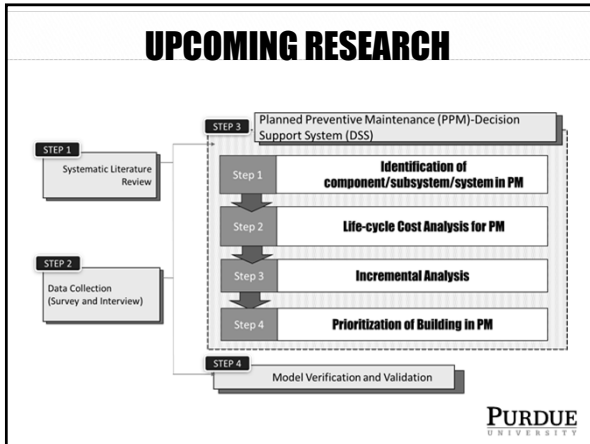 UPCOMING RESEARCH
STEP 1
Systematic Literature
Review
STEP 2
Data Collection
(Survey and Interview)
STEP 3
Planned Preventive Maintenance (PPM)-Decision
Support System (DSS)
Step 1
Identification of
component/subsystem/system in PM
Step 2
Life-cycle Cost Analysis for PM
Step 3
Incremental Analysis
Step 4
Prioritization of Building in PM
STEP 4
Model Verification and Validation
PURDUE
UNIVERSITY